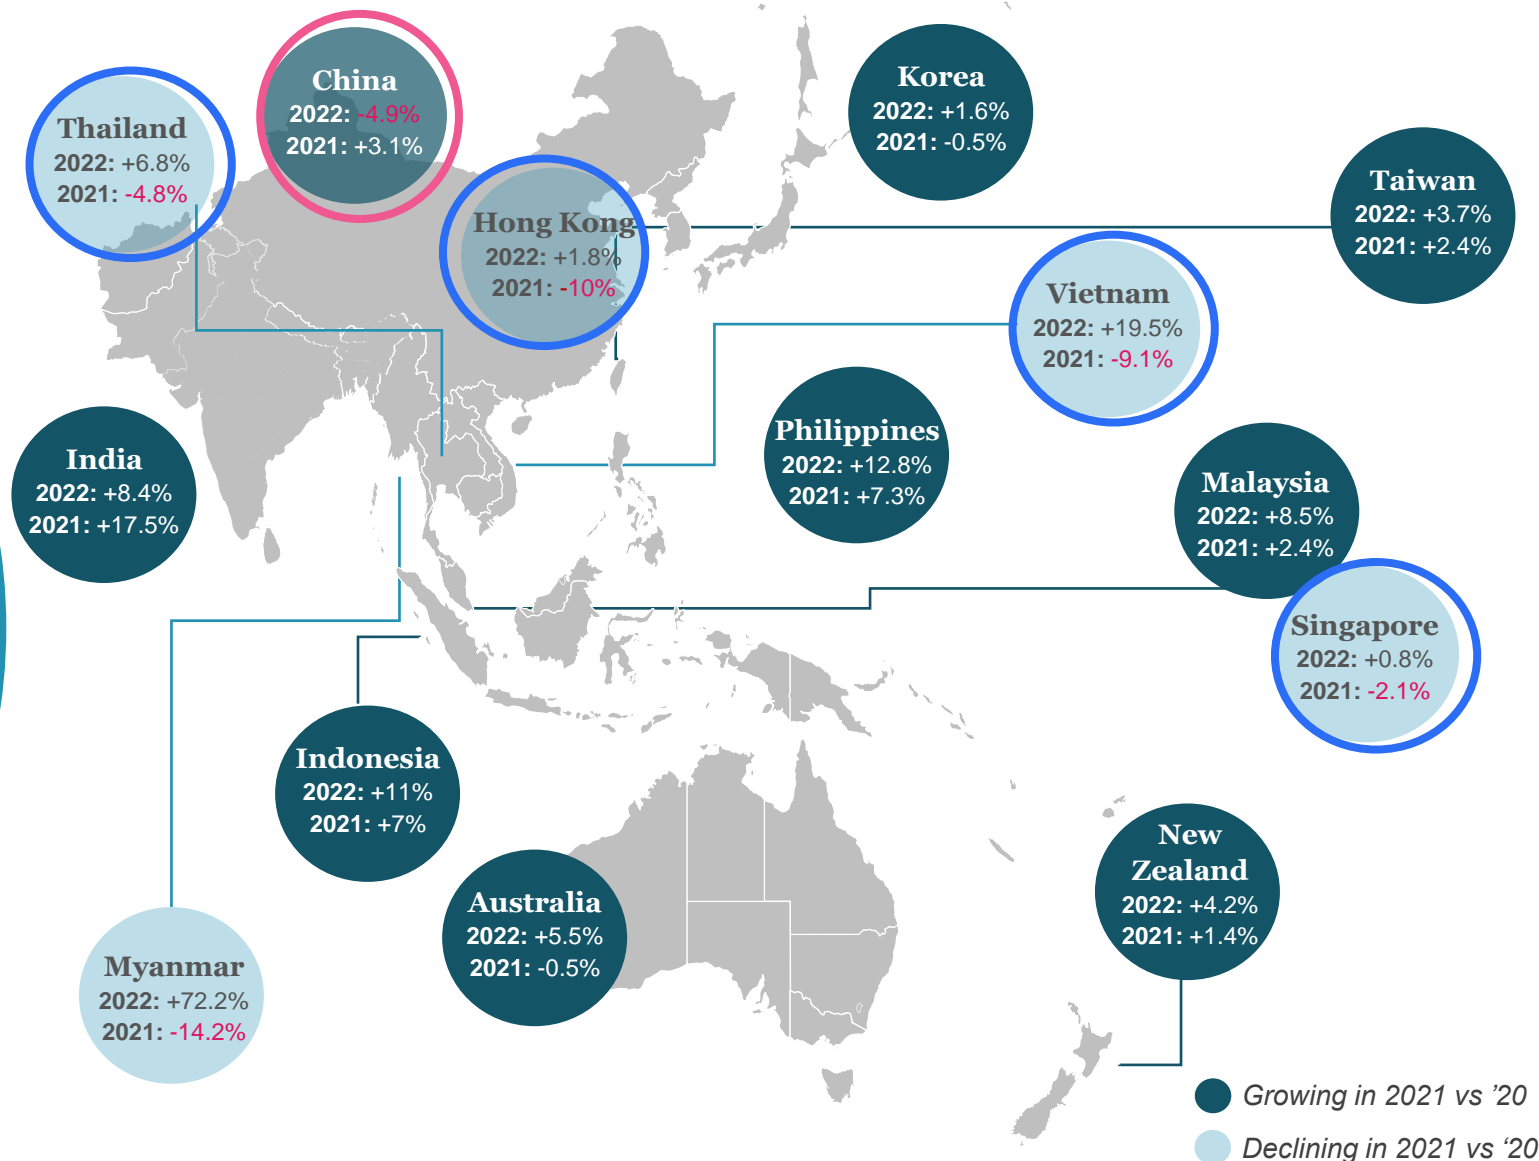 China
2022: -4.9%
2021: +3.1%
Korea
2022: +1.6%
2021: -0.5%
Thailand
2022: +6.8%
2021: -4.8%
Taiwan
2022: +3.7%
2021: +2.4%
Hong Kong
2022: +1.8%
2021: -10%
Vietnam
2022: +19.5%
2021: -9.1%
India
2022: +8.4%
2021: +17.5%
Philippines
2022: +12.8%
2021: +7.3%
Malaysia
2022: +8.5%
2021: +2.4%
Singapore
2022: +0.8%
2021: -2.1%
Indonesia
2022: +11%
2021: +7%
Australia
2022: +5.5%
2021: -0.5%
New
Zealand
2022: +4.2%
2021: +1.4%
Myanmar
2022: +72.2%
2021: -14.2%
Growing in 2021 vs ’20
Declining in 2021 vs ‘20